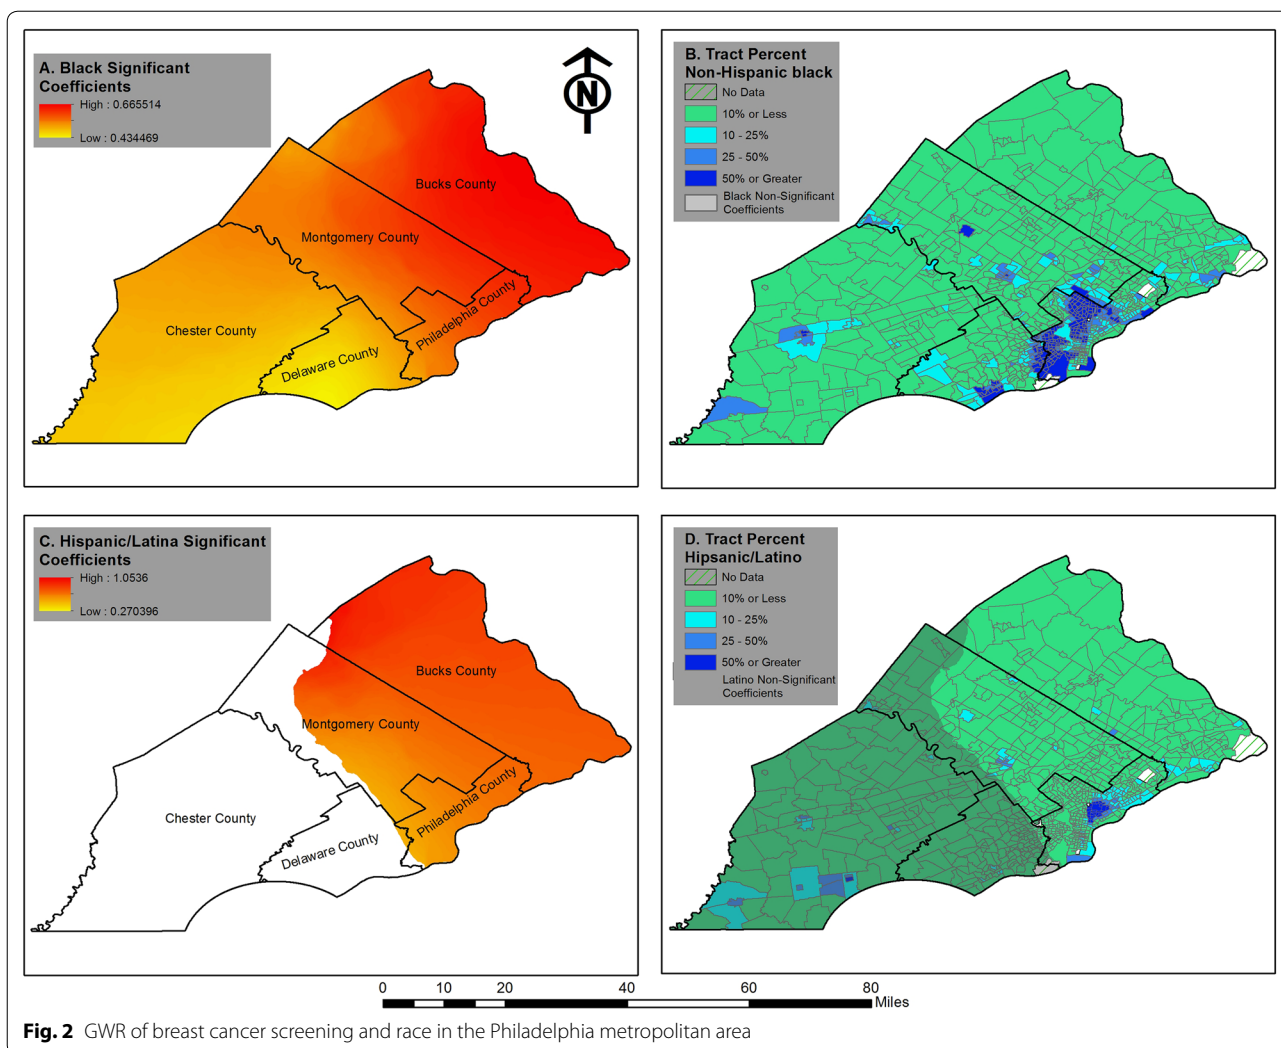 A. Black Significant
Coefficients
High : 0.665514
Low : 0.434469
N
Bucks County
Montgomery County
Chester County
Delaware County
Philadelphia County
B. Tract Percent
Non-Hispanic black
No Data
10% or Less
10 - 25%
25 - 50%
50% or Greater
Black Non-Significant
Coefficients
C. Hispanic/Latina Significant
Coefficients
High : 1.0536
Low : 0.270396
Bucks County
Montgomery County
Chester County
Delaware County
Philadelphia County
D. Tract Percent
Hipsanic/Latino
No Data
10% or Less
10 - 25%
25 - 50%
50% or Greater
Latino Non-Significant
Coefficients
0 10 20 40 60 80
Miles
Fig. 2 GWR of breast cancer screening and race in the Philadelphia metropolitan area